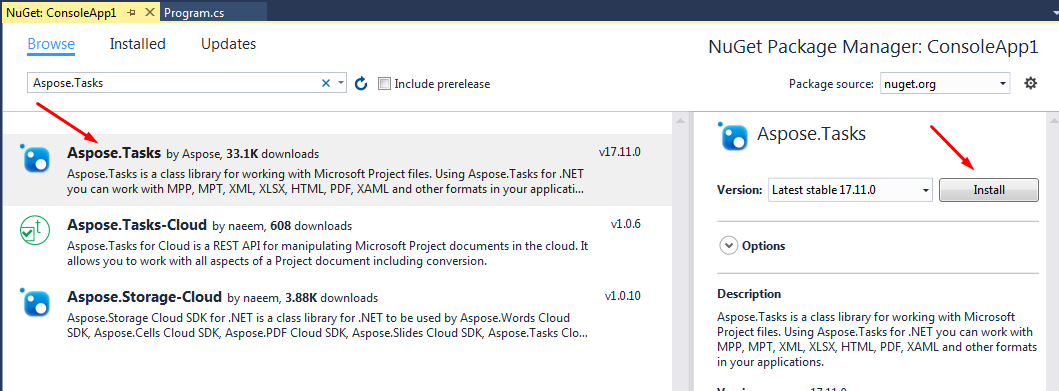 NuGet: ConsoleApp1
Program.cs
Browse Installed Updates
NuGet Package Manager: ConsoleApp1
Aspose.Tasks
Include prerelease
Package source: nuget.org
Aspose.Tasks by Aspose, 33.1K downloads v17.11.0
Aspose.Tasks is a class library for working with Microsoft Project files. Using Aspose.Tasks for .NET
you can work with MPP, MPT, XML, XLSX, HTML, PDF, XAML and other formats in your applicati...
Aspose.Tasks-Cloud by naeem, 608 downloads v1.0.6
Aspose.Tasks for Cloud is a REST API for manipulating Microsoft Project documents in the cloud. It
allows you to work with all aspects of a Project document including conversion.
Aspose.Storage-Cloud by naeem, 3.88K downloads v1.0.10
Aspose.Storage Cloud SDK for .NET is a class library for .NET to be used by Aspose.Words Cloud
SDK, Aspose.Cells Cloud SDK, Aspose.PDF Cloud SDK, Aspose.Slides Cloud SDK, Aspose.Tasks Clo...
Aspose.Tasks
Version: Latest stable 17.11.0 Install
Options
Description
Aspose.Tasks is a class library for working with Microsoft
Project files. Using Aspose.Tasks for .NET you can work with
MPP, MPT, XML, XLSX, HTML, PDF, XAML and other formats
in your applications.